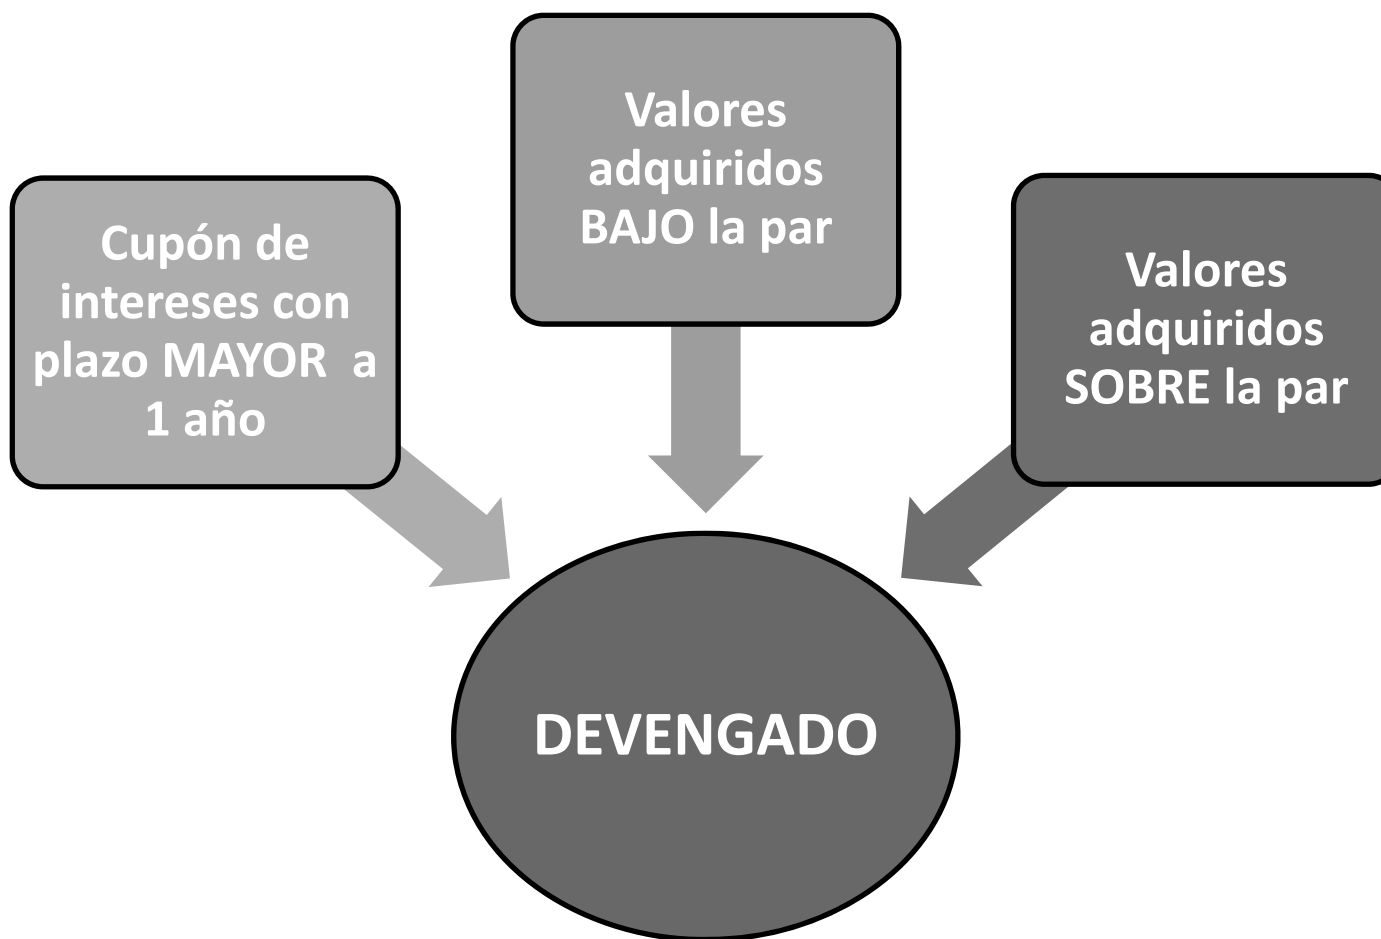 Cupón de
intereses con
plazo MAYOR  a
1 año
Valores
adquiridos
BAJO la par
Valores
adquiridos
SOBRE la par
DEVENGADO